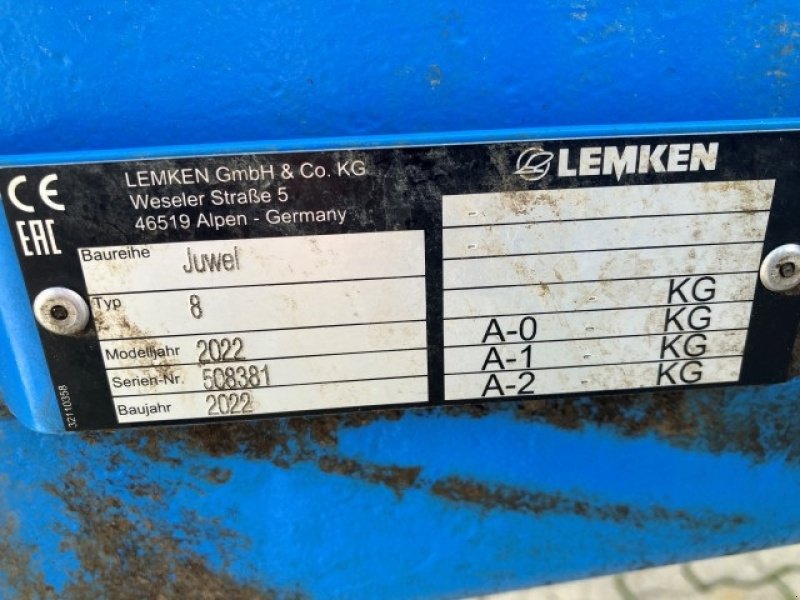 CE
EAC
LEMKEN GmbH & Co. KG
Weseler Straße 5
46519 Alpen - Germany
Baureihe Juwel
Typ 8
Modelljahr 2022
Serien-Nr. 508381
Baujahr 2022
32110358
LEMKEN
-
-
- KG
A-0 - KG
A-1 - KG
A-2 - KG